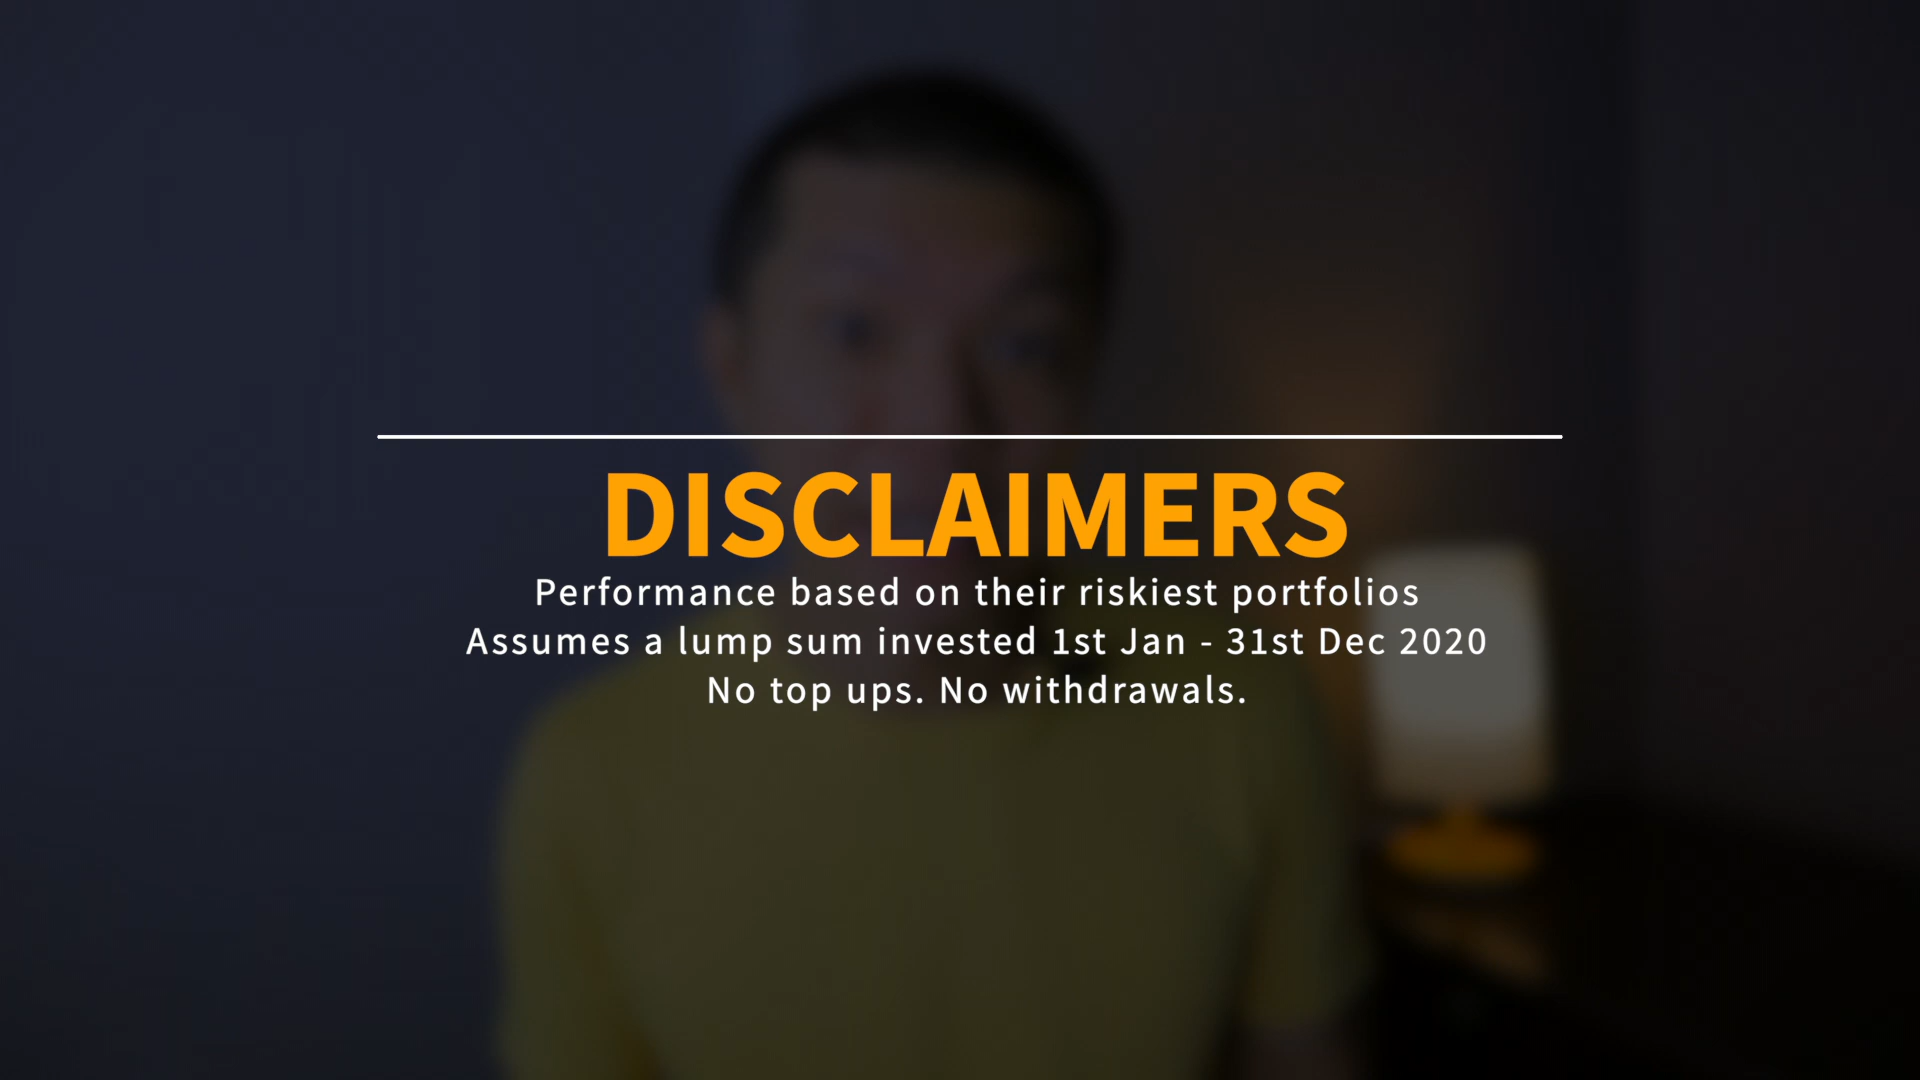 DISCLAIMERS
Performance based on their riskiest portfolios
Assumes a lump sum invested 1st Jan - 31st Dec 2020
No top ups. No withdrawals.